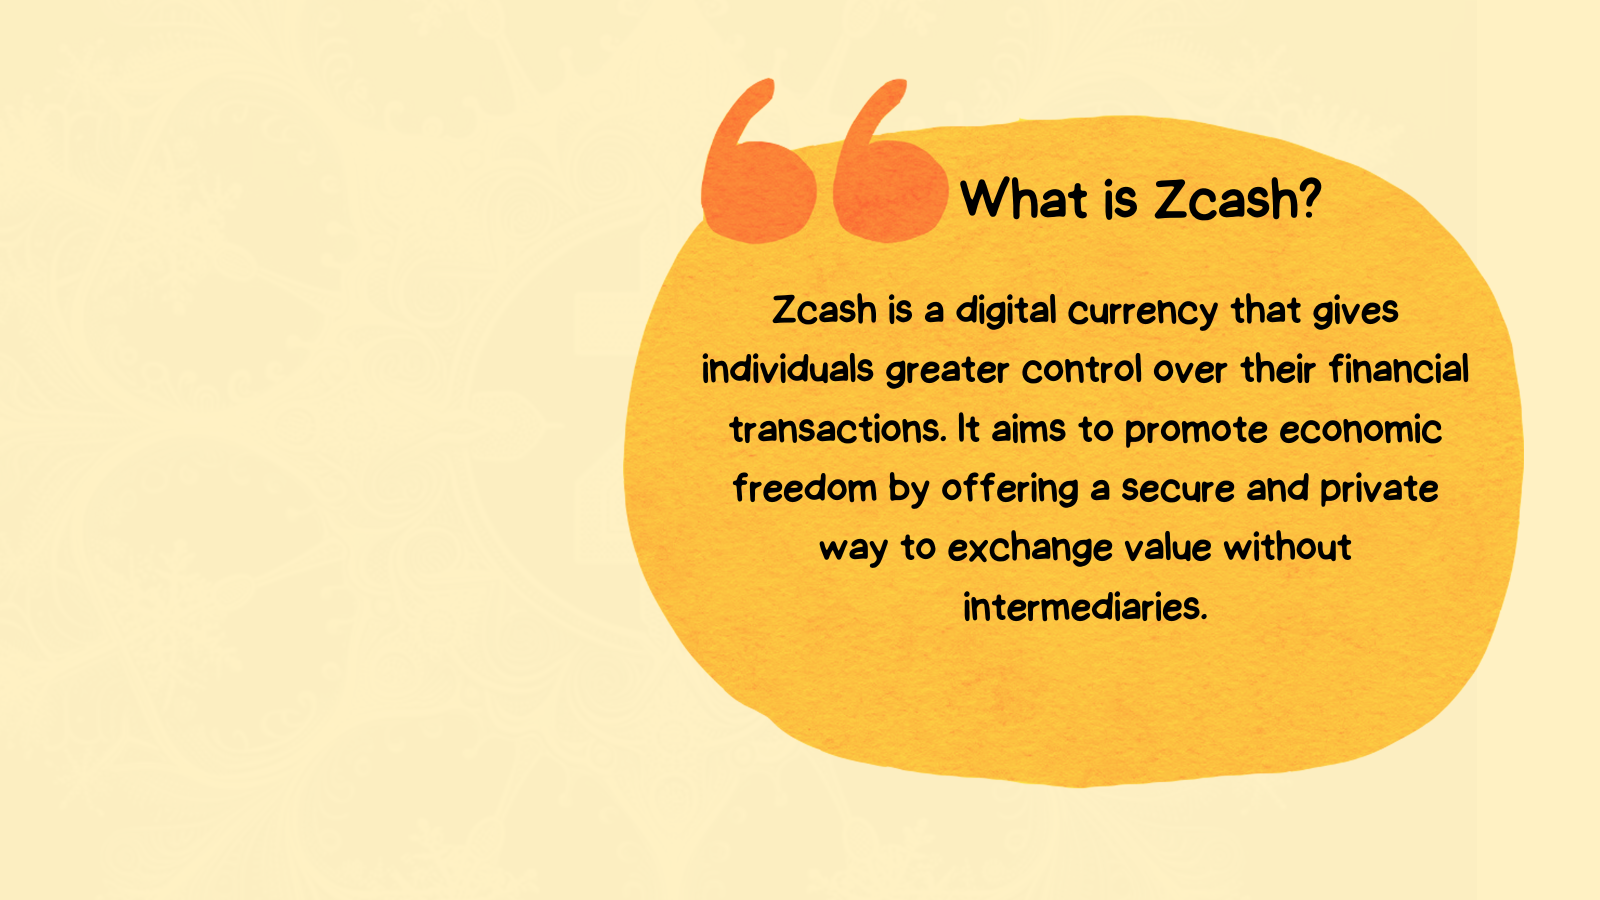 What is Zcash?
Zcash is a digital currency that gives
individuals greater control over their financial
transactions. It aims to promote economic
freedom by offering a secure and private
way to exchange value without
intermediaries.